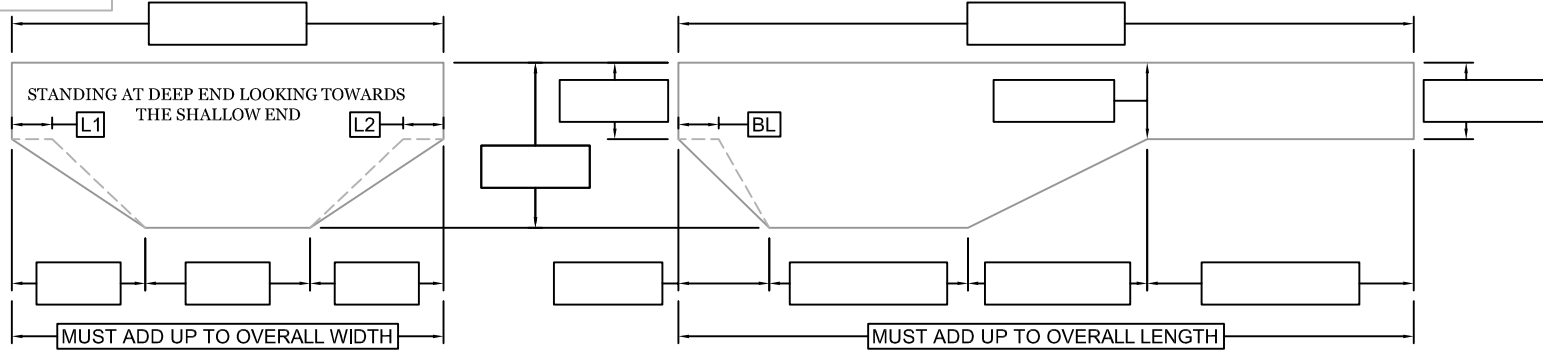 STANDING AT DEEP END LOOKING TOWARDS
THE SHALLOW END
L1
L2
BL
MUST ADD UP TO OVERALL WIDTH
MUST ADD UP TO OVERALL LENGTH